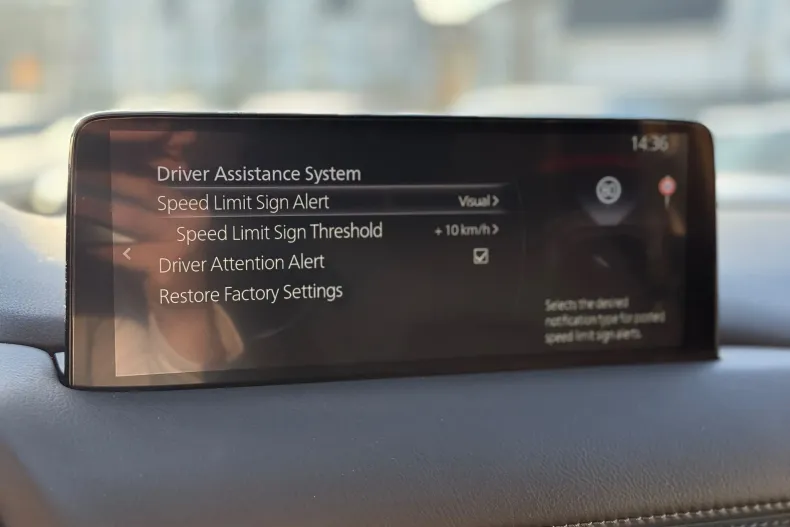 14:36
Driver Assistance System
Speed Limit Sign Alert Visual
Speed Limit Sign Threshold + 10 km/h
Driver Attention Alert
Restore Factory Settings
Selects the desired
notification type for posted
speed limit sign alerts.